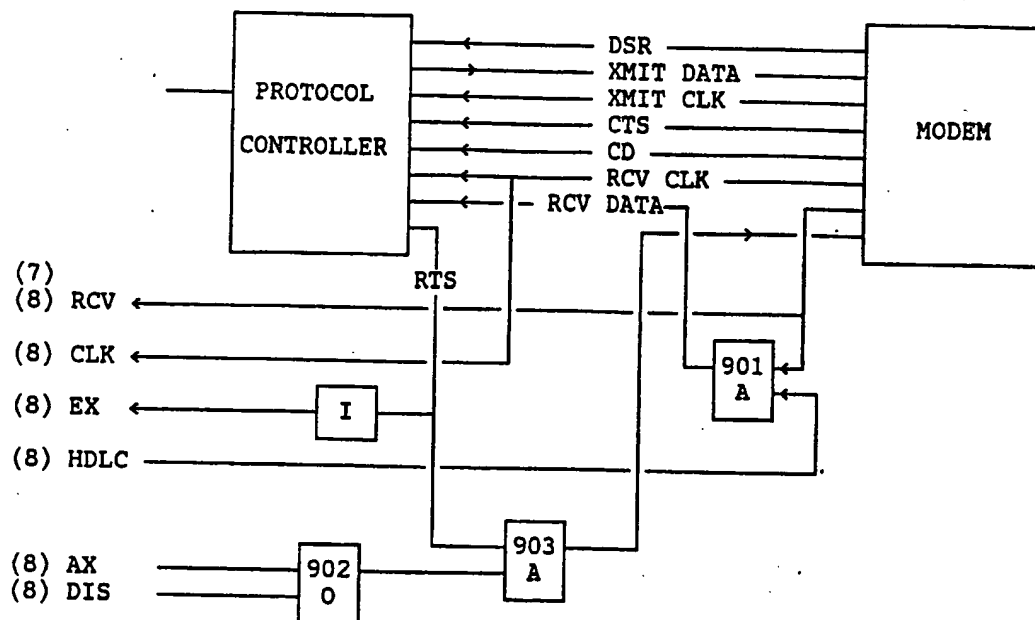 PROTOCOL
CONTROLLER
DSR
XMIT DATA
XMIT CLK
CTS
CD
RCV CLK
RCV DATA
MODEM
RTS
(7)
(8) RCV
(8) CLK
(8) EX
I
901
A
(8) HDLC
903
A
(8) AX
(8) DIS
902
O